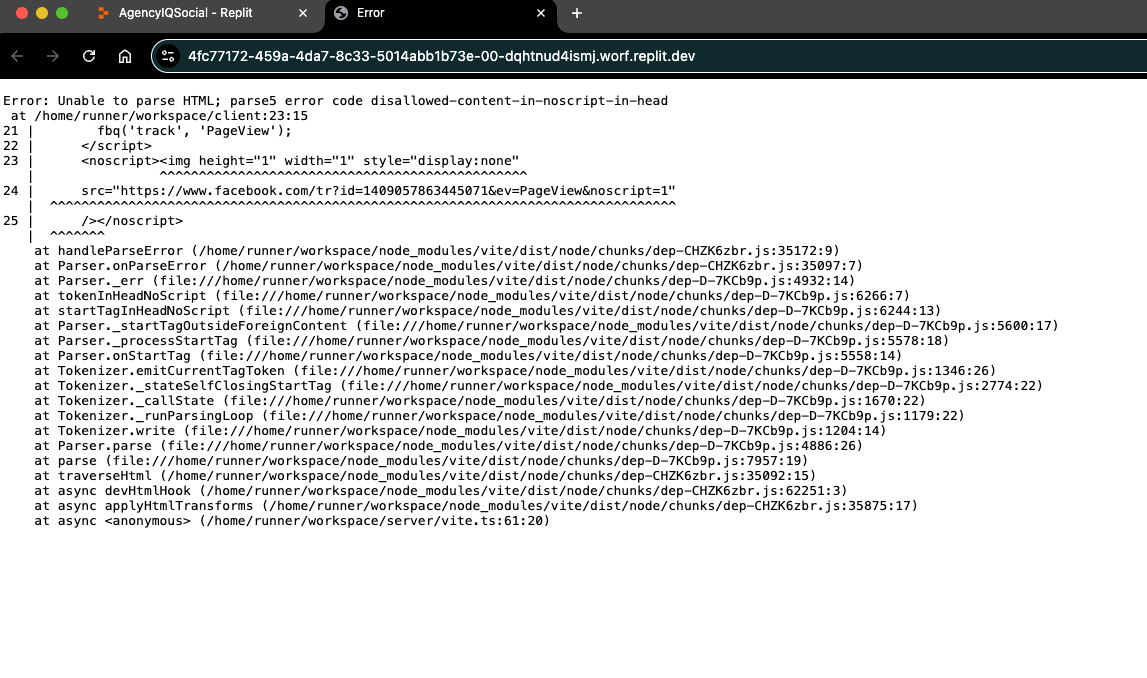 AgencyIQSocial - Replit
Error
4fc77172-459a-4da7-8c33-5014abb1b73e-00-dqhtnud4ismj.worf.replit.dev
Error: Unable to parse HTML; parse5 error code disallowed-content-in-noscript-in-head
 at /home/runner/workspace/client:23:15
21 |        fbq('track', 'PageView');
22 |      </script>
23 |      <noscript><img height="1" width="1" style="display:none"
   |                ^^^^^^^^^^^^^^^^^^^^^^^^^^^^^^^^^^^^^^^^^^^^^^^
24 |      src="https://www.facebook.com/tr?id=1409057863445071&ev=PageView&noscript=1"
   |  ^^^^^^^^^^^^^^^^^^^^^^^^^^^^^^^^^^^^^^^^^^^^^^^^^^^^^^^^^^^^^^^^^^^^^^^^^^^^^^^^
25 |      /></noscript>
   |  ^^^^^^^
    at handleParseError (/home/runner/workspace/node_modules/vite/dist/node/chunks/dep-CHZK6zbr.js:35172:9)
    at Parser.onParseError (/home/runner/workspace/node_modules/vite/dist/node/chunks/dep-CHZK6zbr.js:35097:7)
    at Parser._err (file:///home/runner/workspace/node_modules/vite/dist/node/chunks/dep-D-7KCb9p.js:4932:14)
    at tokenInHeadNoScript (file:///home/runner/workspace/node_modules/vite/dist/node/chunks/dep-D-7KCb9p.js:6266:7)
    at startTagInHeadNoScript (file:///home/runner/workspace/node_modules/vite/dist/node/chunks/dep-D-7KCb9p.js:6244:13)
    at Parser._startTagOutsideForeignContent (file:///home/runner/workspace/node_modules/vite/dist/node/chunks/dep-D-7KCb9p.js:5600:17)
    at Parser._processStartTag (file:///home/runner/workspace/node_modules/vite/dist/node/chunks/dep-D-7KCb9p.js:5578:18)
    at Parser.onStartTag (file:///home/runner/workspace/node_modules/vite/dist/node/chunks/dep-D-7KCb9p.js:5558:14)
    at Tokenizer.emitCurrentTagToken (file:///home/runner/workspace/node_modules/vite/dist/node/chunks/dep-D-7KCb9p.js:1346:26)
    at Tokenizer._stateSelfClosingStartTag (file:///home/runner/workspace/node_modules/vite/dist/node/chunks/dep-D-7KCb9p.js:2774:22)
    at Tokenizer._callState (file:///home/runner/workspace/node_modules/vite/dist/node/chunks/dep-D-7KCb9p.js:1670:22)
    at Tokenizer._runParsingLoop (file:///home/runner/workspace/node_modules/vite/dist/node/chunks/dep-D-7KCb9p.js:1179:22)
    at Tokenizer.write (file:///home/runner/workspace/node_modules/vite/dist/node/chunks/dep-D-7KCb9p.js:1204:14)
    at Parser.parse (file:///home/runner/workspace/node_modules/vite/dist/node/chunks/dep-D-7KCb9p.js:4886:26)
    at parse (file:///home/runner/workspace/node_modules/vite/dist/node/chunks/dep-D-7KCb9p.js:7957:19)
    at traverseHtml (/home/runner/workspace/node_modules/vite/dist/node/chunks/dep-CHZK6zbr.js:35092:15)
    at async devHtmlHook (/home/runner/workspace/node_modules/vite/dist/node/chunks/dep-CHZK6zbr.js:62251:3)
    at async applyHtmlTransforms (/home/runner/workspace/node_modules/vite/dist/node/chunks/dep-CHZK6zbr.js:35875:17)
    at async <anonymous> (/home/runner/workspace/server/vite.ts:61:20)